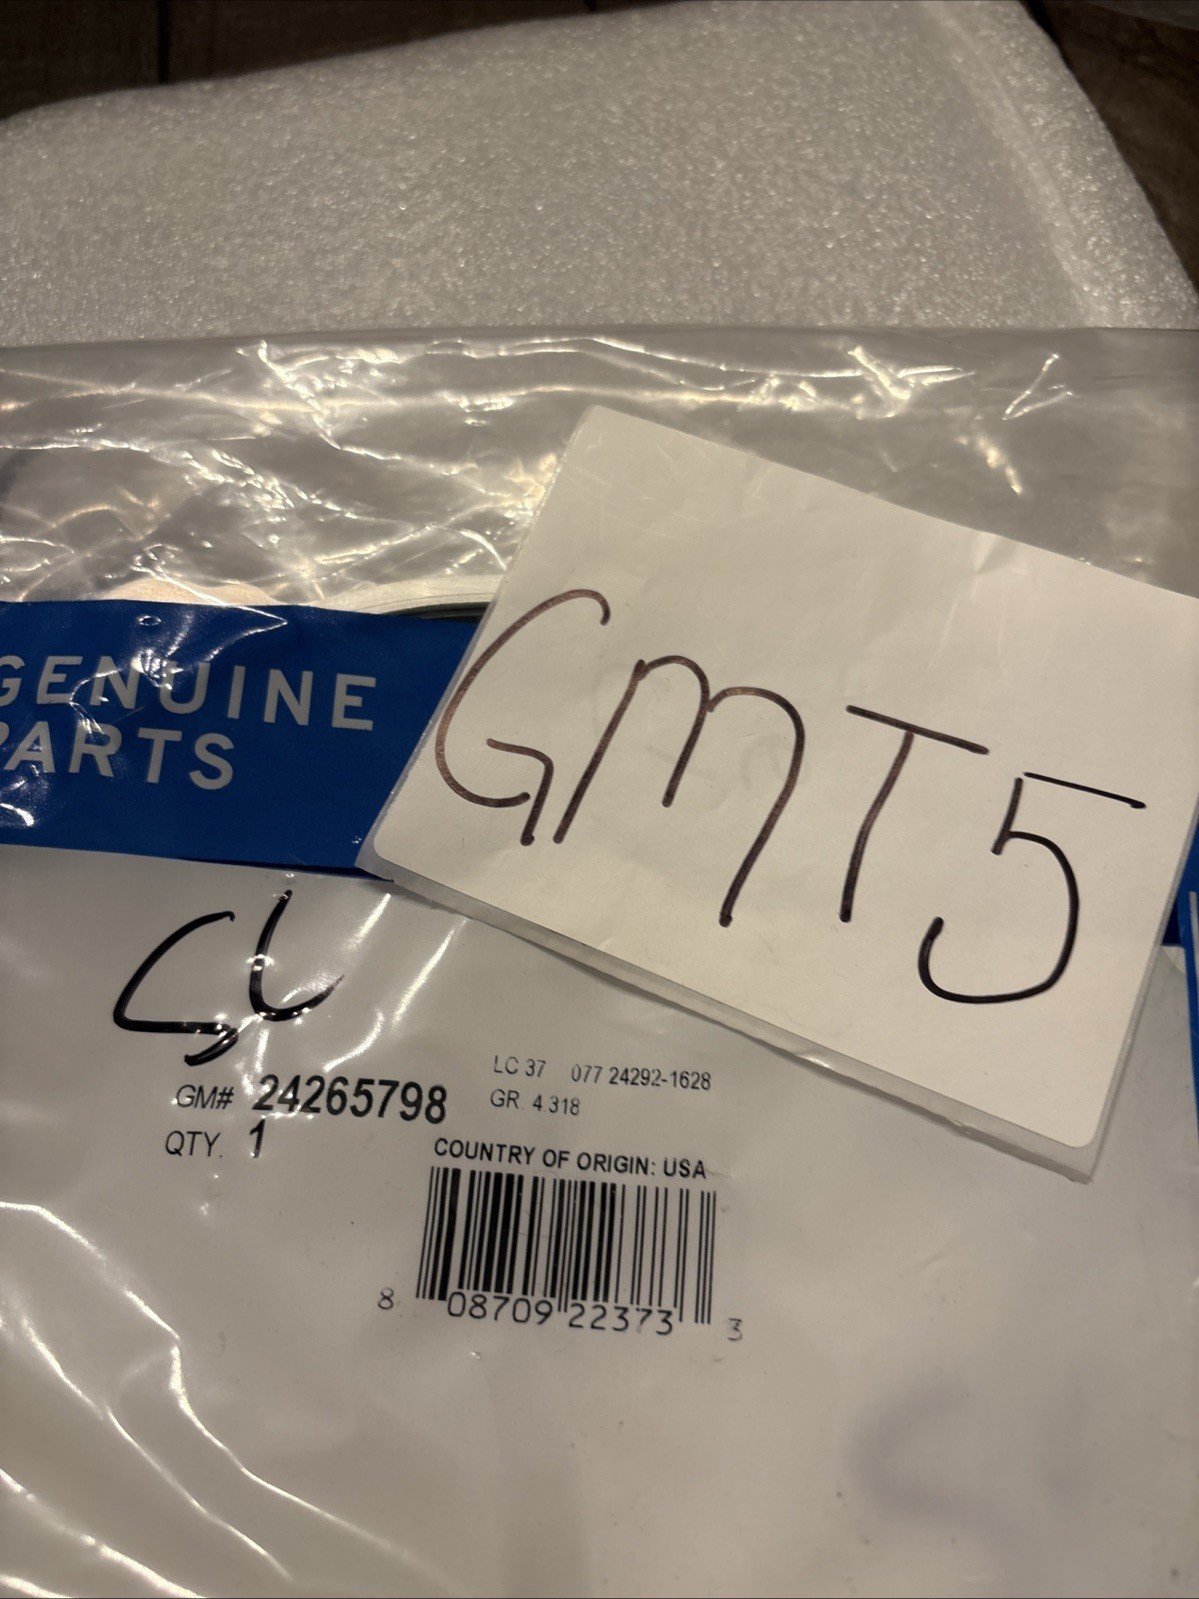 GENUINE
PARTS
GMT5
SL
GM# 24265798
QTY. 1
LC 37 077 24292-1628
GR. 4.318
COUNTRY OF ORIGIN: USA
8 08709 22373 3